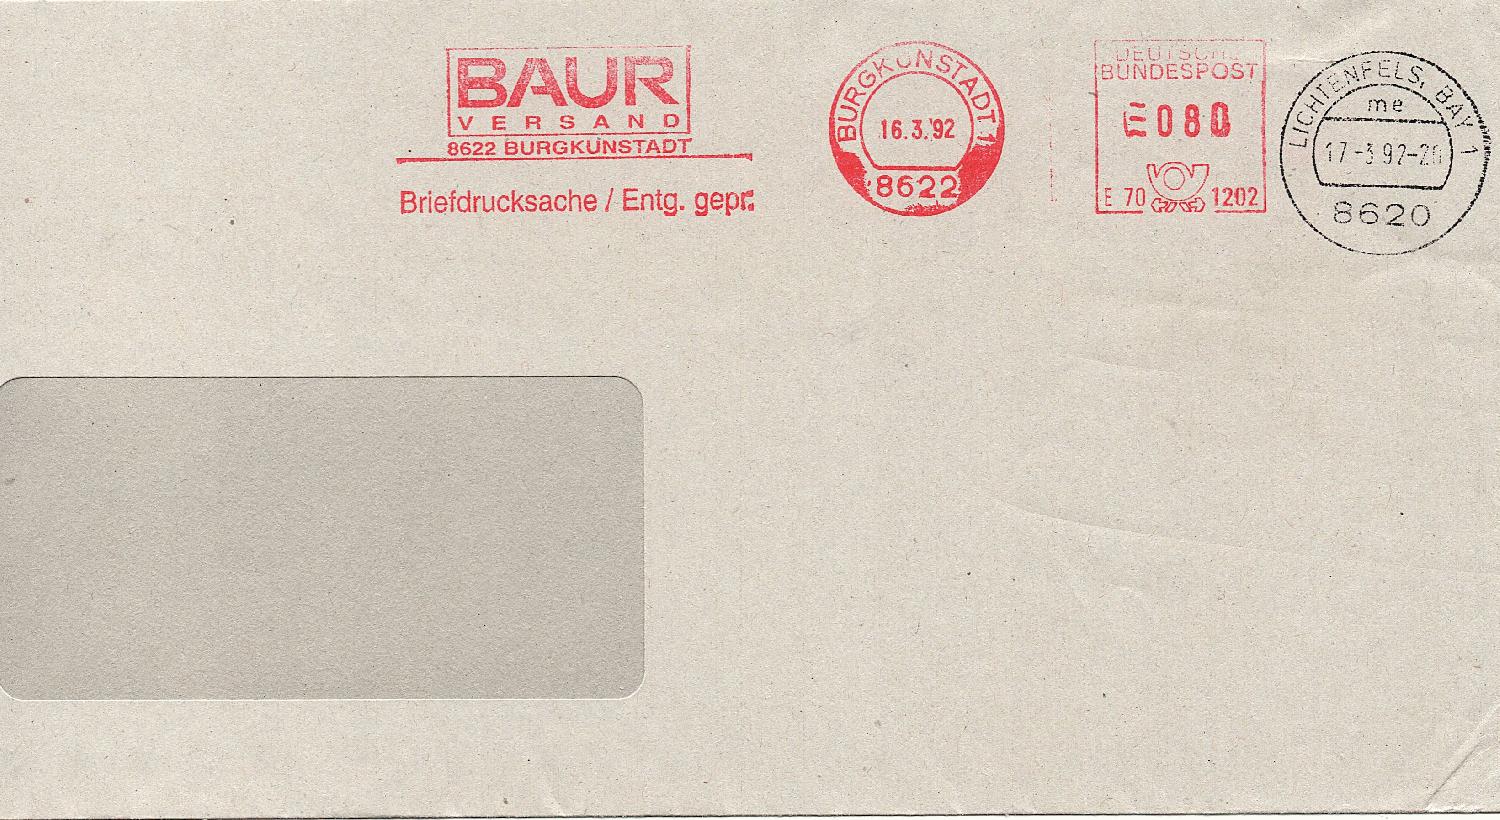 BAUR
VERSAND
8622 BURGKUNSTADT
Briefdrucksache / Entg. gepr.
BURGKUNSTADT 1
16.3.'92
8622
DEUTSCHE
BUNDESPOST
080
E 70 1202
LICHTENFELS, BAY 1
me
17-3 92-20
8620